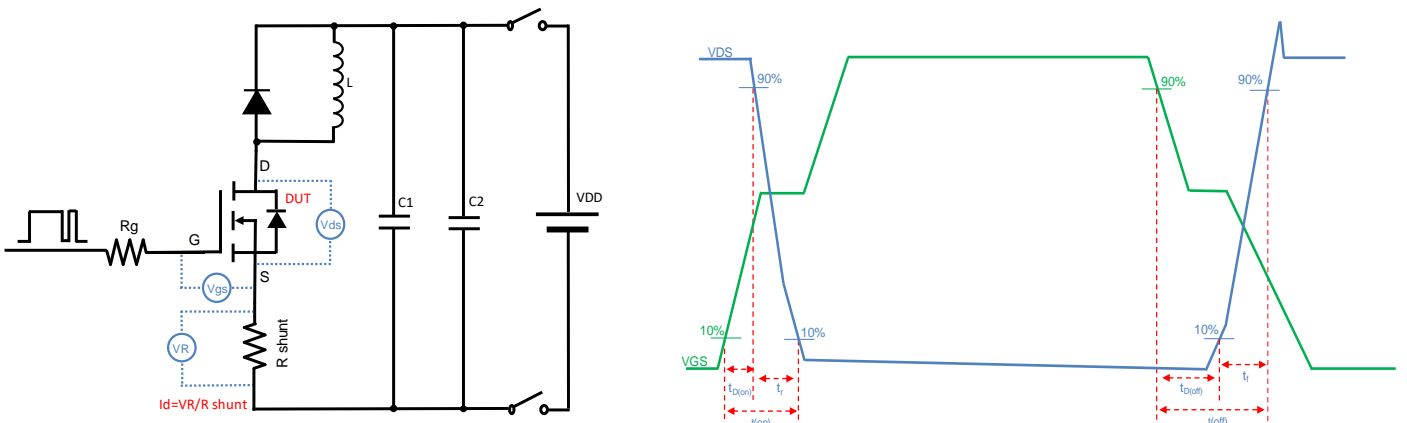 L
D
DUT
Vds
C1
C2
VDD
Rg
G
S
Vgs
VR
R shunt
Id=VR/R shunt
VDS
90%
90%
90%
10%
10%
10%
VGS
tD(on)
tr
t(on)
tD(off)
tf
t(off)